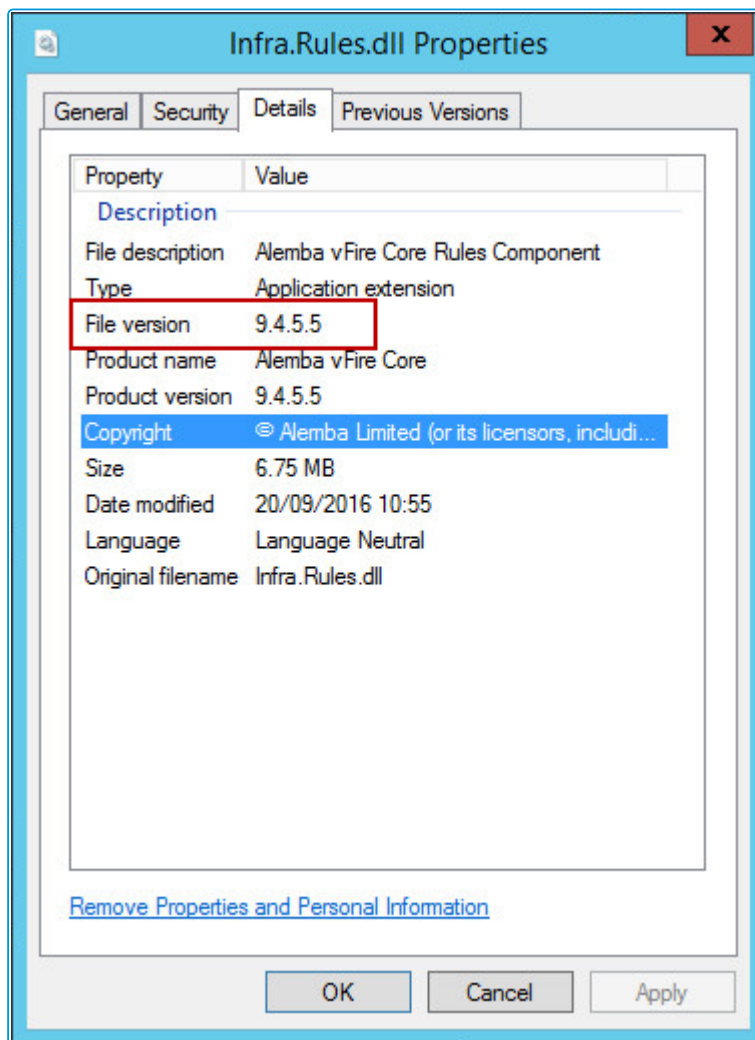 Infra.Rules.dll Properties
x
General Security Details Previous Versions
Property Value
Description
File description Alemba vFire Core Rules Component
Type Application extension
File version 9.4.5.5
Product name Alemba vFire Core
Product version 9.4.5.5
Copyright © Alemba Limited (or its licensors, includi...
Size 6.75 MB
Date modified 20/09/2016 10:55
Language Language Neutral
Original filename Infra.Rules.dll
Remove Properties and Personal Information
OK Cancel Apply